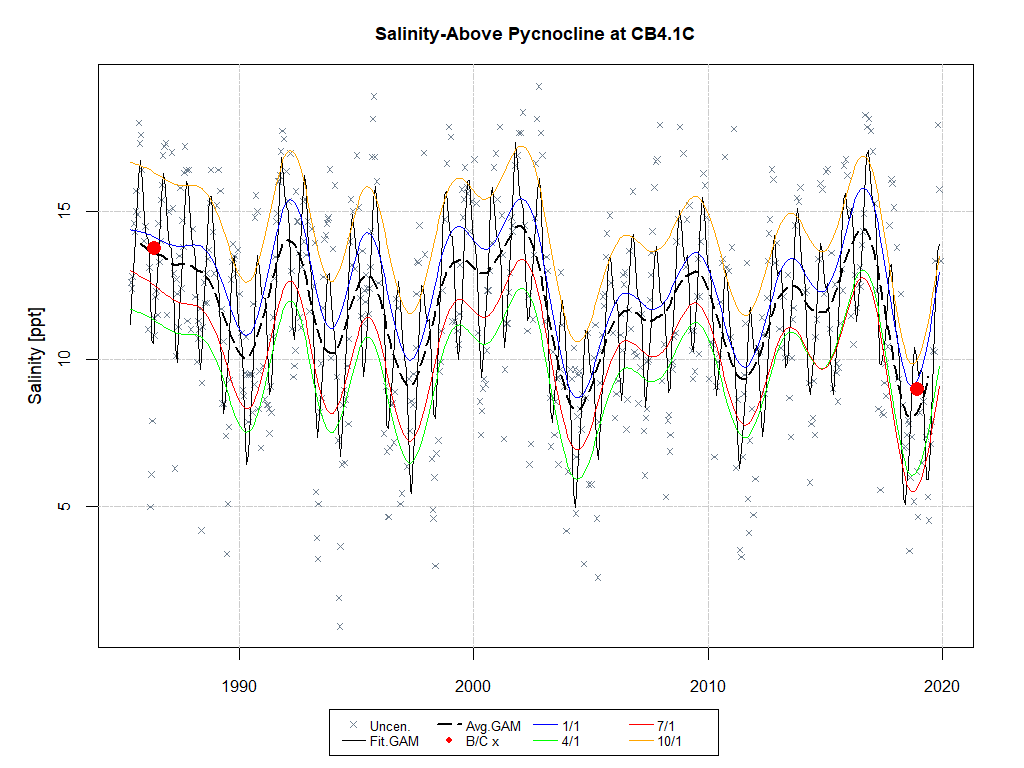 Salinity-Above Pycnocline at CB4.1C
Salinity [ppt]
15
10
5
1990 2000 2010 2020
Uncen. Avg.GAM 1/1 7/1
Fit.GAM B/C x 4/1 10/1